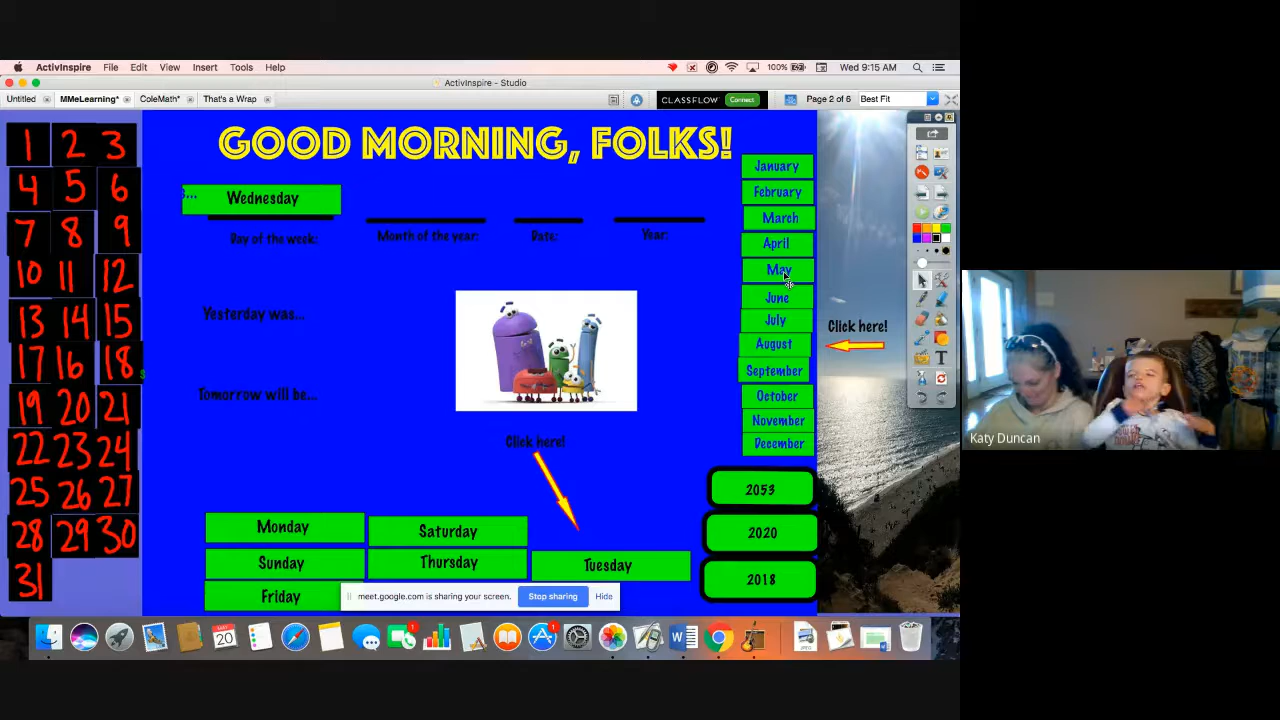 ActivInspire File Edit View Insert Tools Help 100% Wed 9:15 AM
ActivInspire - Studio
Untitled MMeLearning* ColeMath* That's a Wrap CLASSFLOW Connect Page 2 of 6 Best Fit
GOOD MORNING, FOLKS!
1 2 3
4 5 6
7 8 9
10 11 12
13 14 15
17 16 18
19 20 21
22 23 24
25 26 27
28 29 30
31
Wednesday
Day of the week:
Month of the year:
Date:
Year:
Yesterday was...
Tomorrow will be...
Click here!
January
February
March
April
May
June
July
August
September
October
November
December
Click here!
2053
2020
2018
Monday Saturday
Sunday Thursday Tuesday
Friday
meet.google.com is sharing your screen. Stop sharing Hide
MAY
20
1
1
Katy Duncan